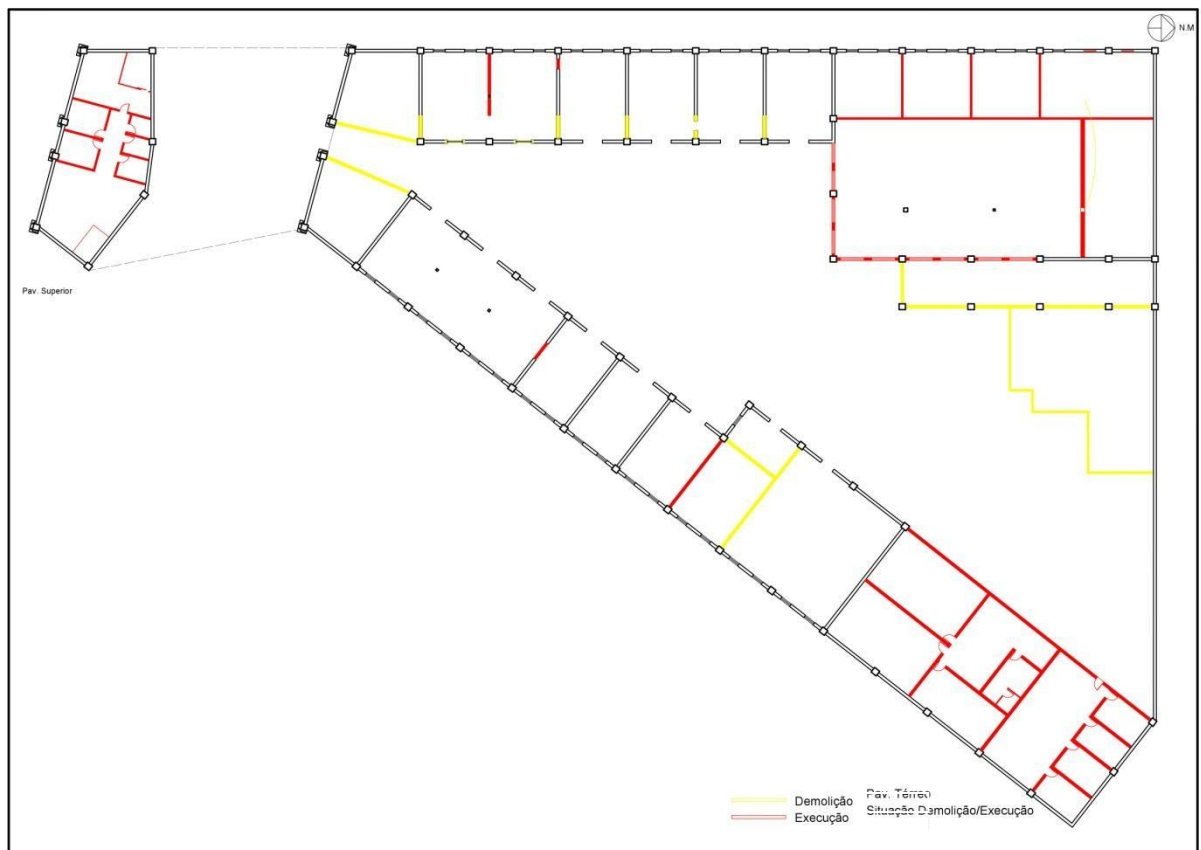 N.M
Pav. Superior
Demolição
Execução
Pav. Térreo
Situação Demolição/Execução